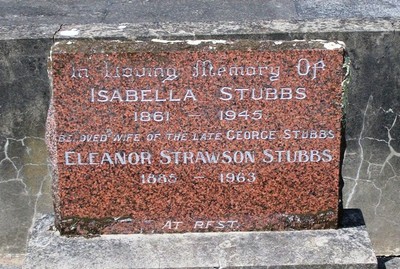 In Loving Memory Of
ISABELLA STUBBS
1861 - 1945
BELOVED WIFE OF THE LATE GEORGE STUBBS
ELEANOR STRAWSON STUBBS
1885 - 1963
AT REST